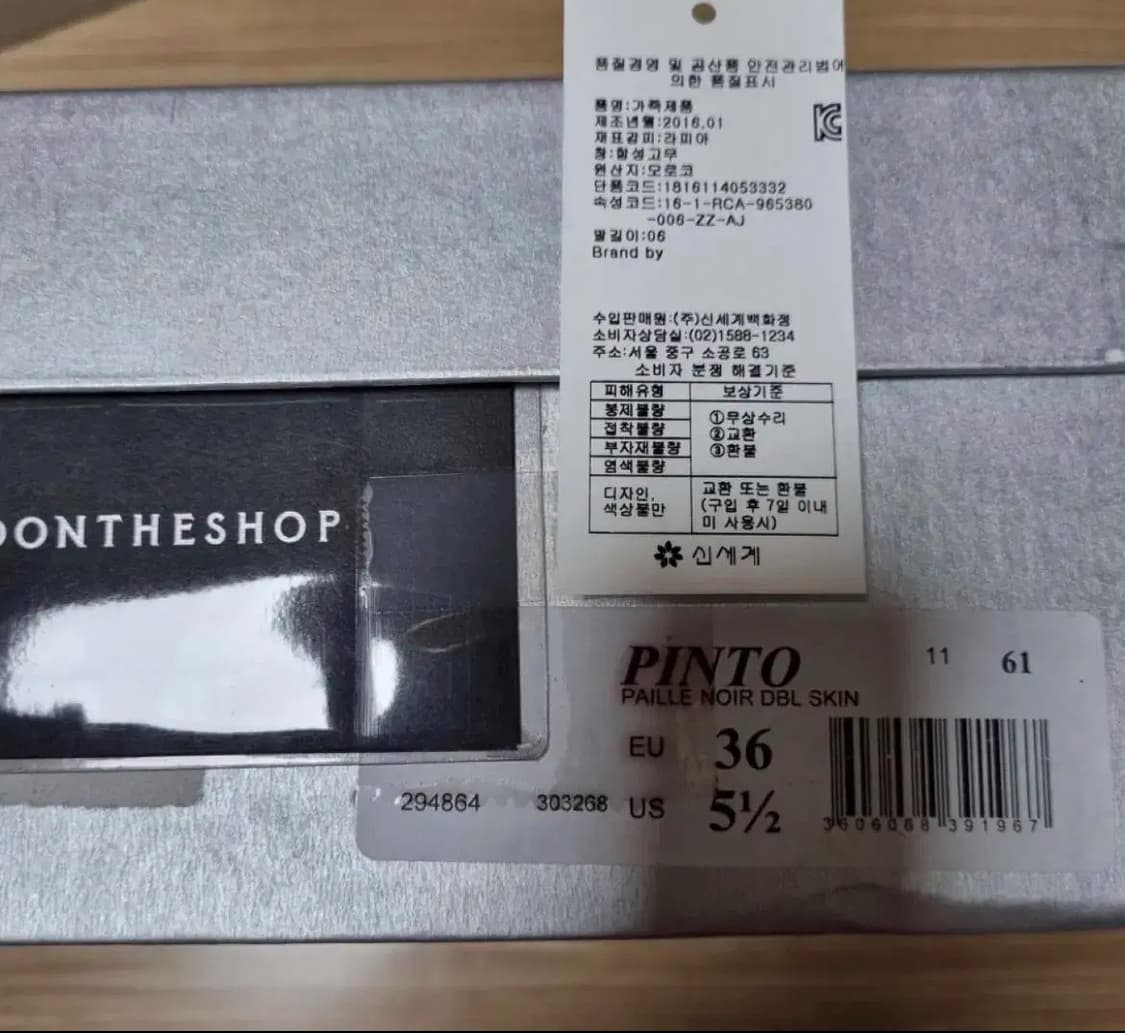 품질경영 및 공산품 안전관리법에
의한 품질표시
품명:가죽제품
제조년월:2016.01
재표갑피:라피아
창:합성고무
원산지:모로코
단품코드:1816114053332
속성코드:16-1-RCA-965380
-006-ZZ-AJ
발길이:06
Brand by
수입판매원:(주)신세계백화점
소비자상담실:(02)1588-1234
주소:서울 중구 소공로 63
소비자 분쟁 해결기준
피해유형 보상기준
봉제불량
접착불량
부자재불량
염색불량
①무상수리
②교환
③환불
디자인,
색상불만
교환 또는 환불
(구입 후 7일 이내
미 사용시)
신세계
OONTHESHOP
PINTO 11 61
PAILLE NOIR DBL SKIN
EU 36
294864 303268 US 5½
3606068391967